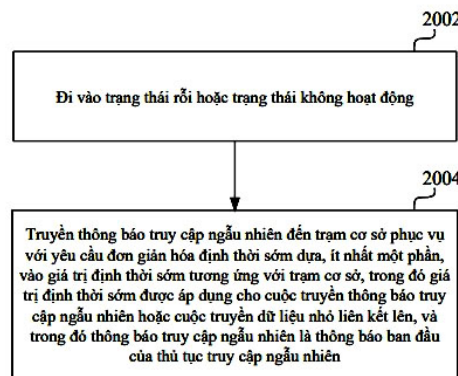 2002
Đi vào trạng thái rỗi hoặc trạng thái không hoạt động
2004
Truyền thông báo truy cập ngẫu nhiên đến trạm cơ sở phục vụ
với yêu cầu đơn giản hóa định thời sớm dựa, ít nhất một phần,
vào giá trị định thời sớm tương ứng với trạm cơ sở, trong đó giá
trị định thời sớm được áp dụng cho cuộc truyền thông báo truy
cập ngẫu nhiên hoặc cuộc truyền dữ liệu nhỏ liên kết lên, và
trong đó thông báo truy cập ngẫu nhiên là thông báo ban đầu
của thủ tục truy cập ngẫu nhiên